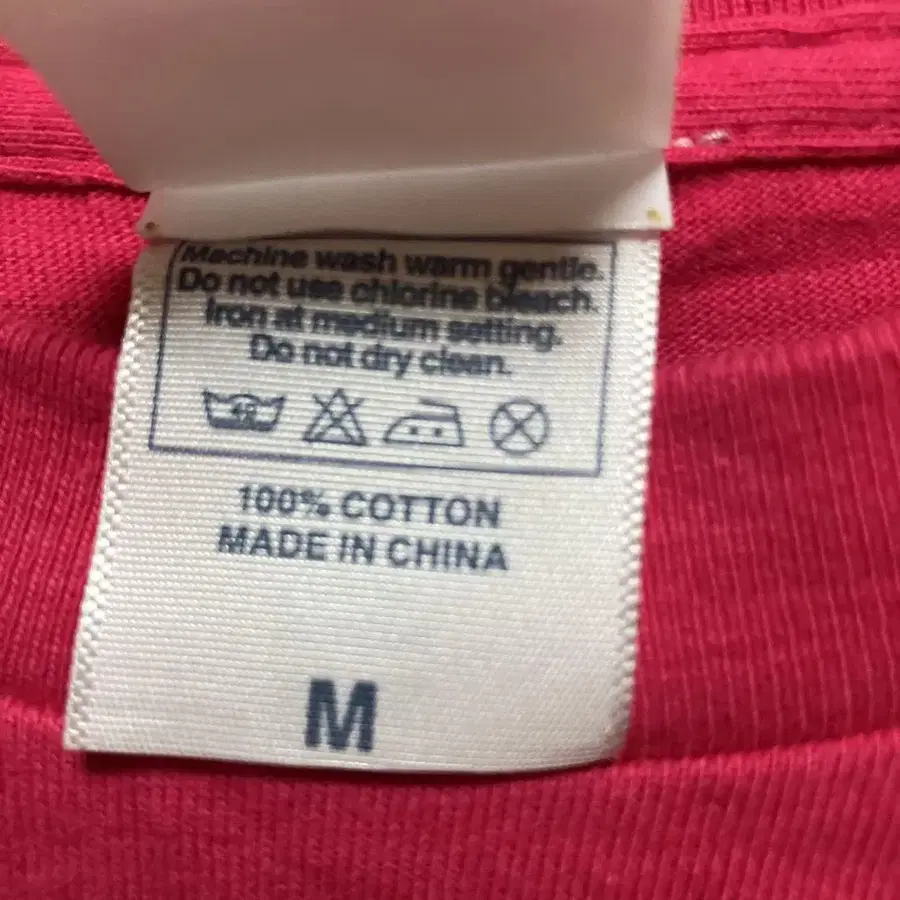 Machine wash warm gentle.
Do not use chlorine bleach.
Iron at medium setting.
Do not dry clean.
40
100% COTTON
MADE IN CHINA
M